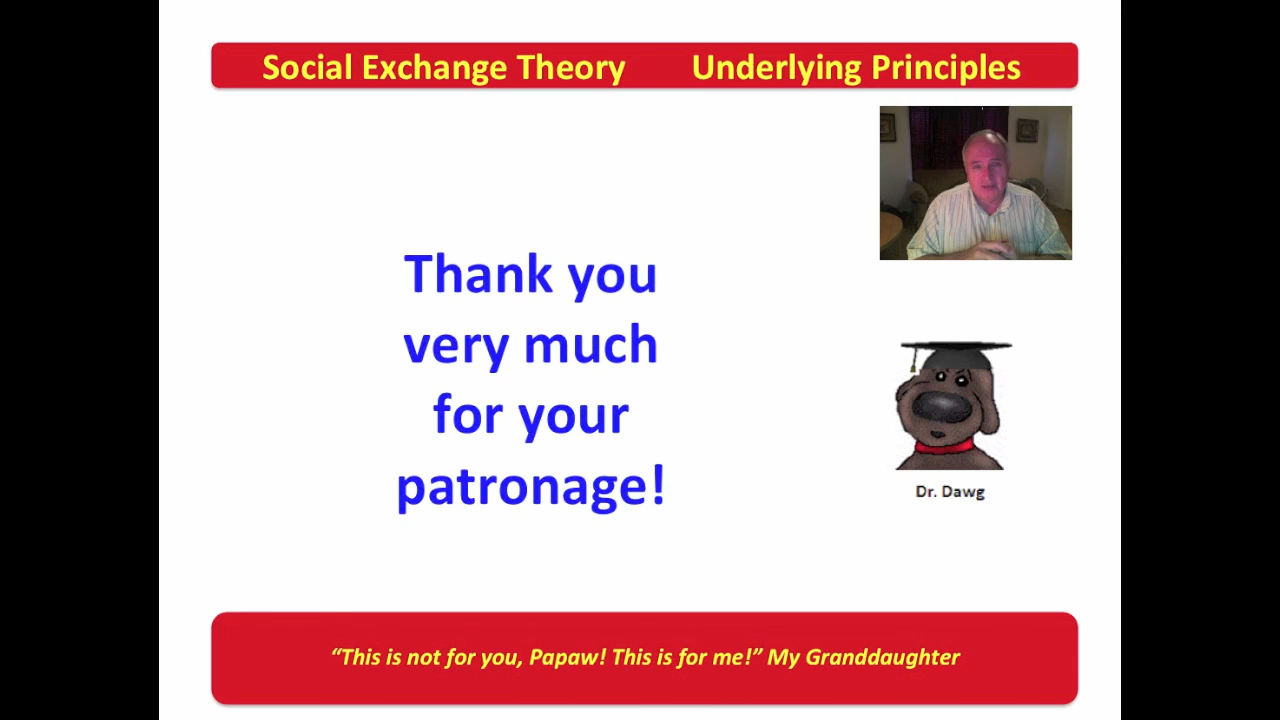 Social Exchange Theory Underlying Principles
Thank you
very much
for your
patronage!
Dr. Dawg
“This is not for you, Papaw! This is for me!” My Granddaughter